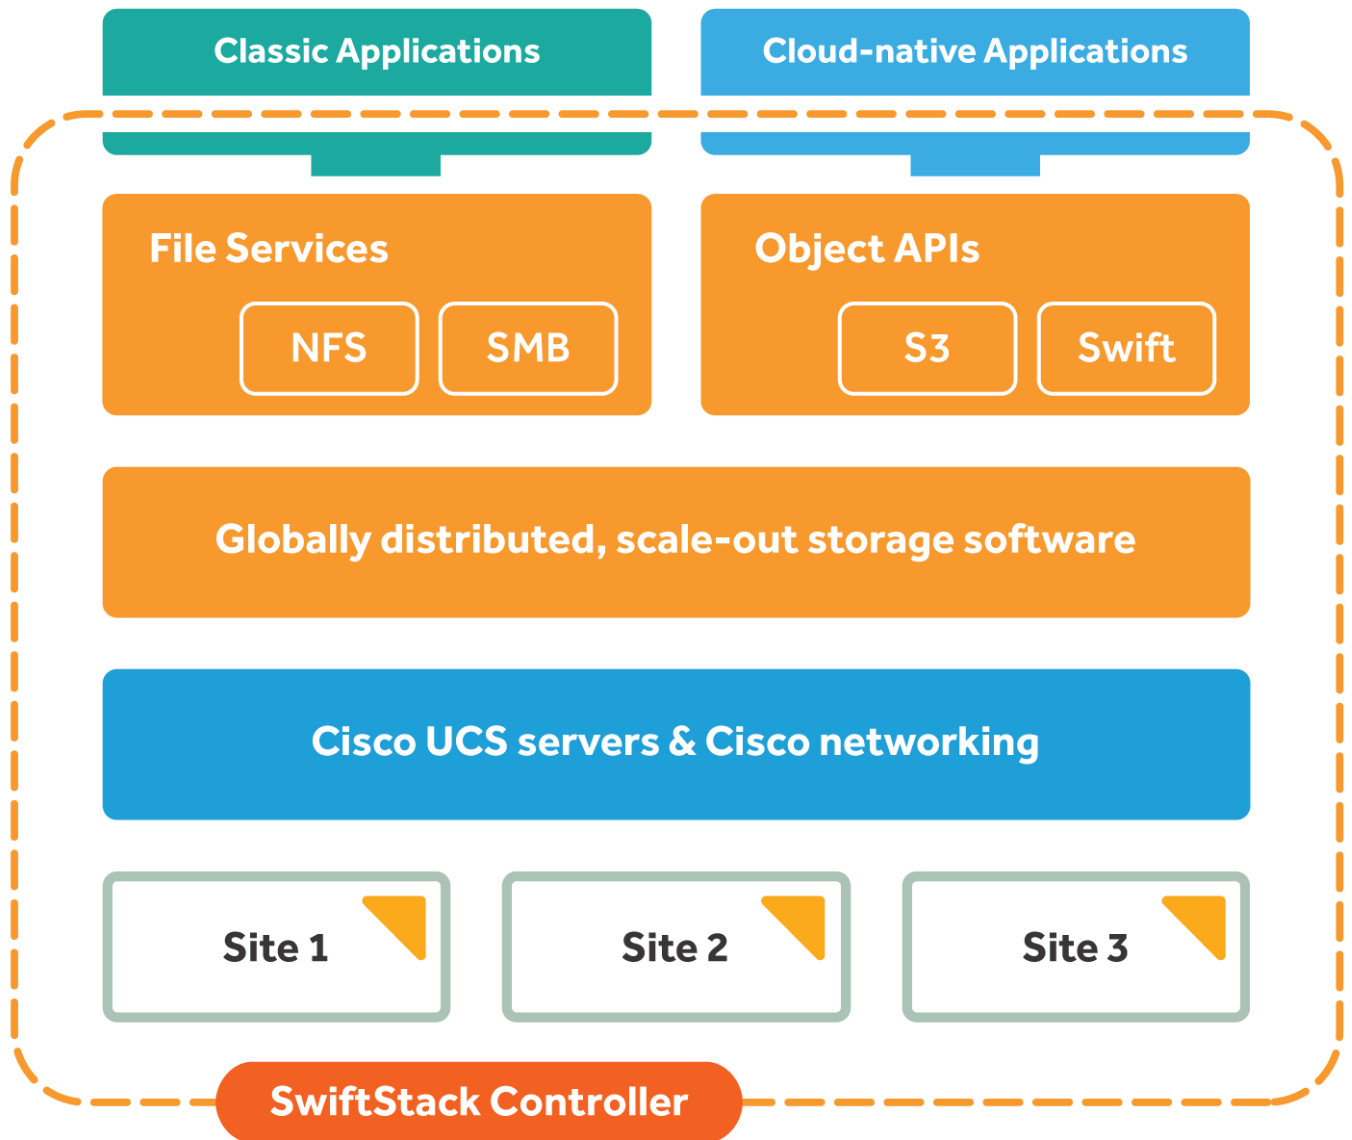 Classic Applications
Cloud-native Applications
File Services
NFS
SMB
Object APIs
S3
Swift
Globally distributed, scale-out storage software
Cisco UCS servers & Cisco networking
Site 1
Site 2
Site 3
SwiftStack Controller